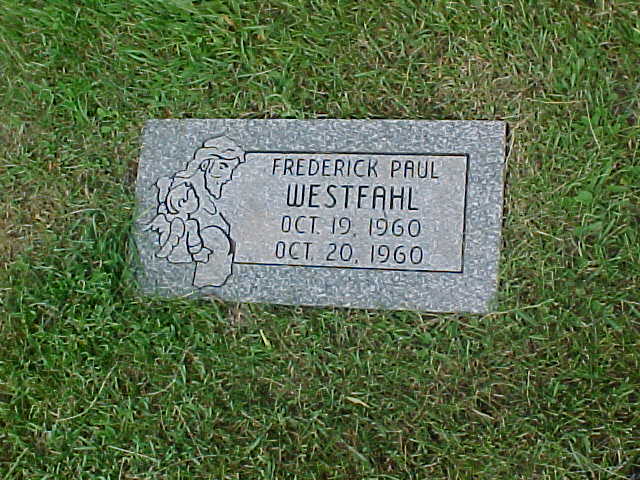 FREDERICK PAUL
WESTFAHL
OCT. 19, 1960
OCT. 20, 1960